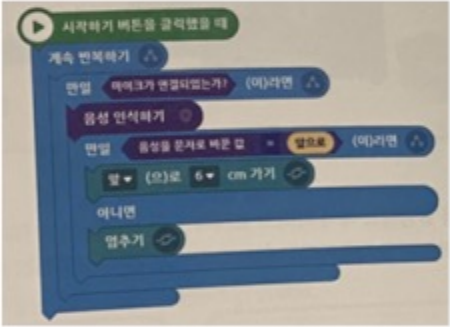 시작하기 버튼을 클릭했을 때
계속 반복하기
만일 마이크가 연결되었는가? (이)라면
음성 인식하기
만일 음성을 문자로 바꾼 값 = 앞으로 (이)라면
앞 (으)로 6 cm 가기
아니면
멈추기